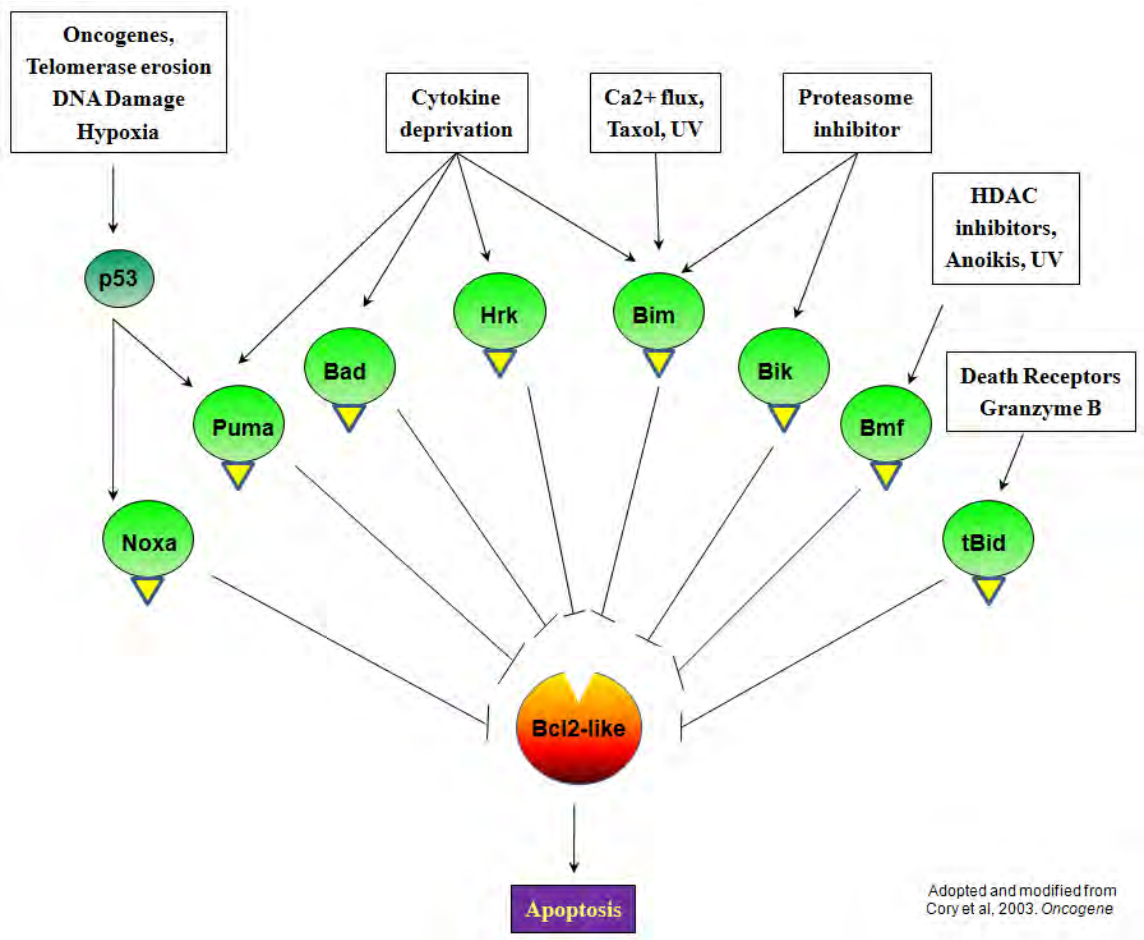 Oncogenes,
Telomerase erosion
DNA Damage
Hypoxia
Cytokine
deprivation
Ca2+ flux,
Taxol, UV
Proteasome
inhibitor
HDAC
inhibitors,
Anoikis, UV
Death Receptors
Granzyme B
p53
Hrk
Bim
Bad
Bik
Puma
Bmf
Noxa
tBid
Bcl2-like
Apoptosis
Adopted and modified from
Cory et al, 2003. Oncogene